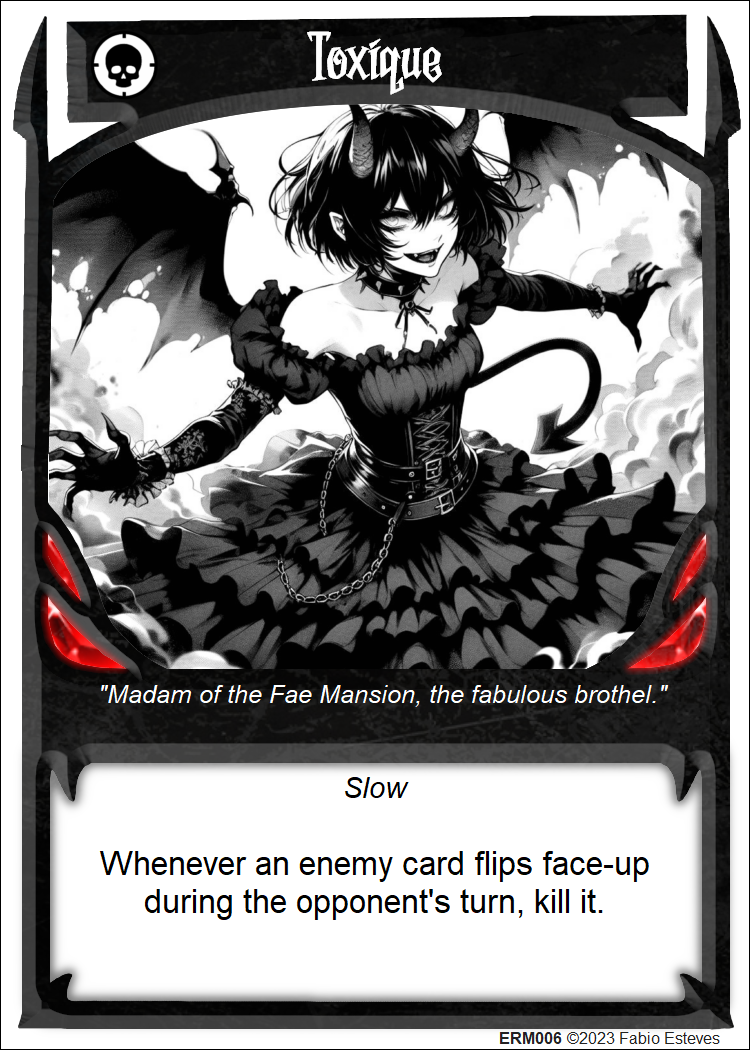 Toxique
"Madam of the Fae Mansion, the fabulous brothel."
Slow
Whenever an enemy card flips face-up
during the opponent's turn, kill it.
ERM006 ©2023 Fabio Esteves